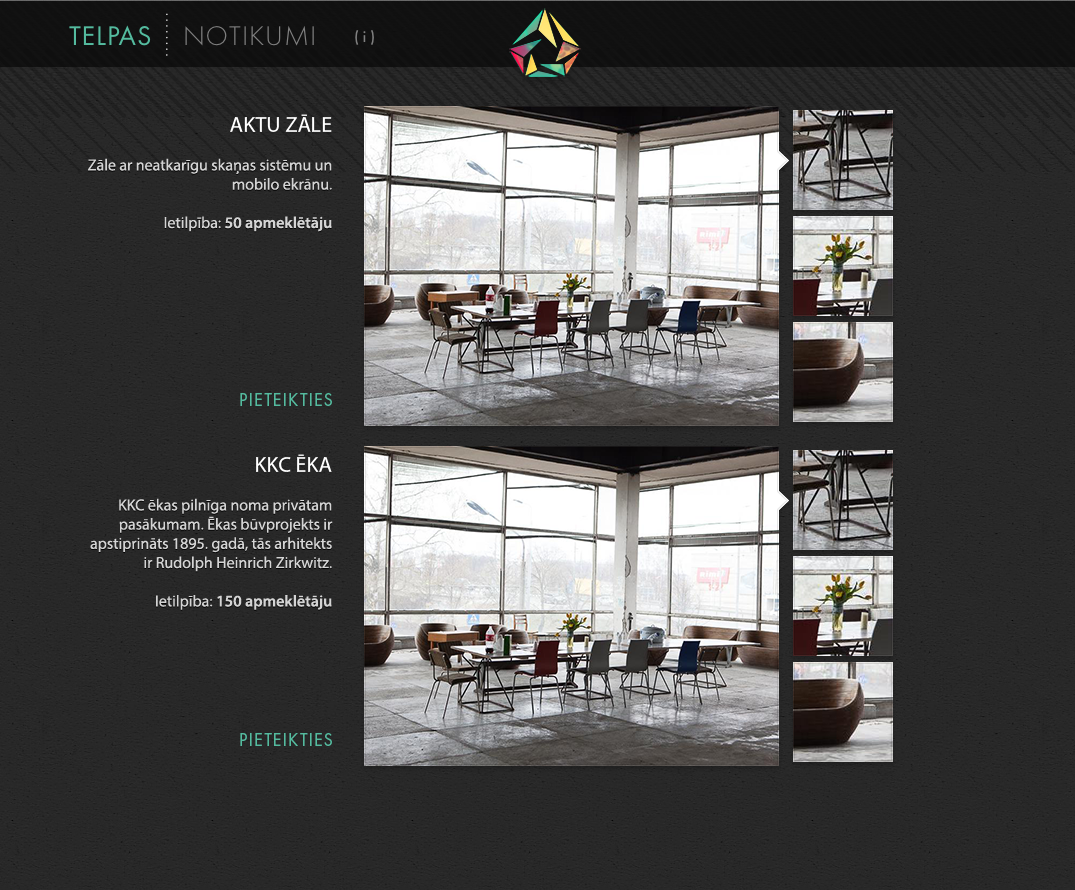 TELPAS
NOTIKUMI
(i)
AKTU ZĀLE
Zāle ar neatkarīgu skaņas sistēmu un
mobilo ekrānu.
Ietilpība: 50 apmeklētāju
PIETEIKTIES
KKC ĒKA
KKC ēkas pilnīga noma privātam
pasākumam. Ēkas būvprojekts ir
apstiprināts 1895. gadā, tās arhitekts
ir Rudolph Heinrich Zirkwitz.
Ietilpība: 150 apmeklētāju
PIETEIKTIES